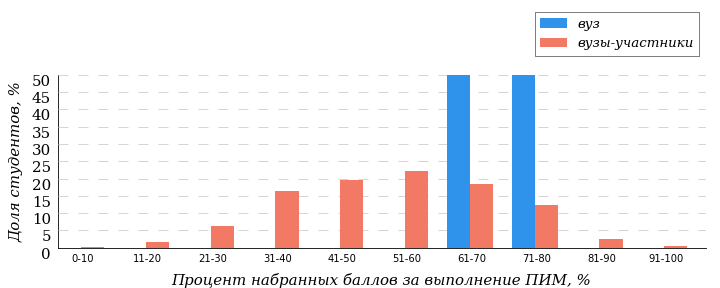 вуз
вузы-участники
50
45
40
35
30
25
20
15
10
5
0
Доля студентов, %
0-10 11-20 21-30 31-40 41-50 51-60 61-70 71-80 81-90 91-100
Процент набранных баллов за выполнение ПИМ, %